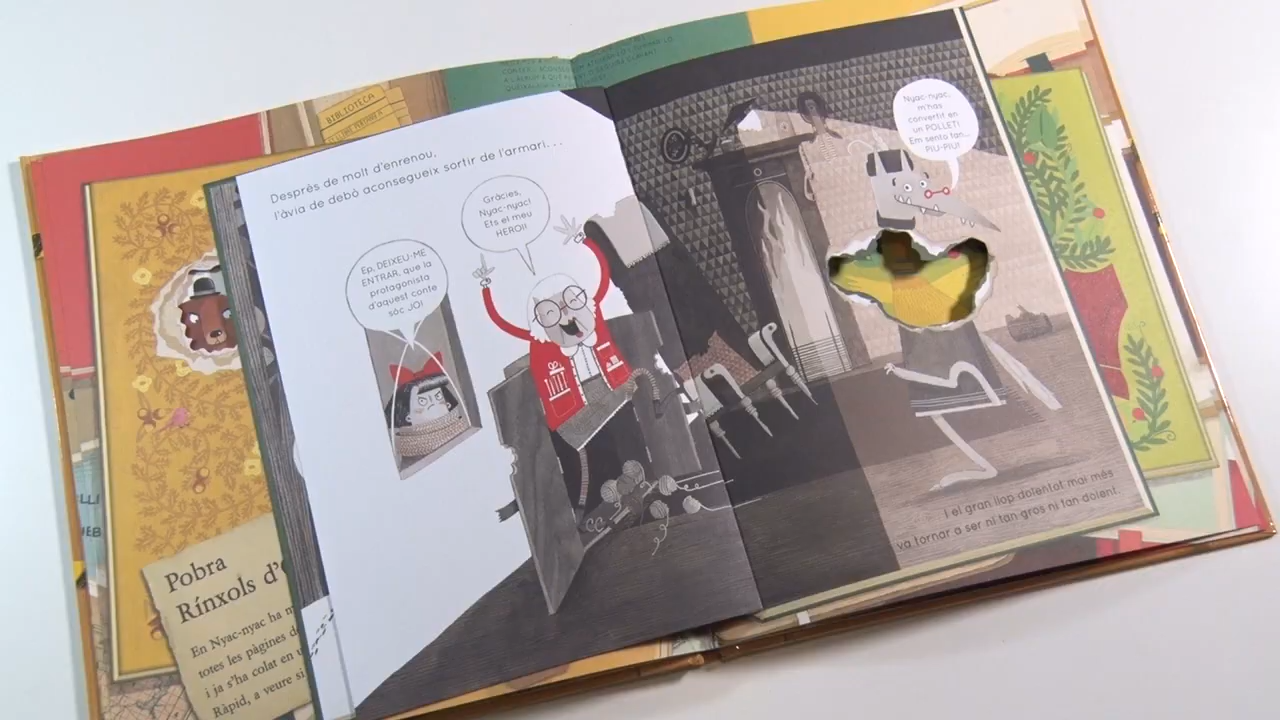 BIBLIOTECA
Després de molt d'enrenou,
l'àvia de debò aconsegueix sortir de l'armari...
Ep, DEIXEU-ME
ENTRAR, que la
protagonista
d'aquest conte
sóc JO!
Gràcies,
Nyac-nyac!
Ets el meu
HEROI!
Nyac-nyac,
m'has
convertit en
un POLLET!
Em sento tan...
PIU-PIU!
I el gran llop dolentot mai més
va tornar a ser ni tan gros ni tan dolent.
Pobra
Rínxols d'
En Nyac-nyac ha
totes les pàgines
i ja s'ha colat en
Ràpid, a veure si